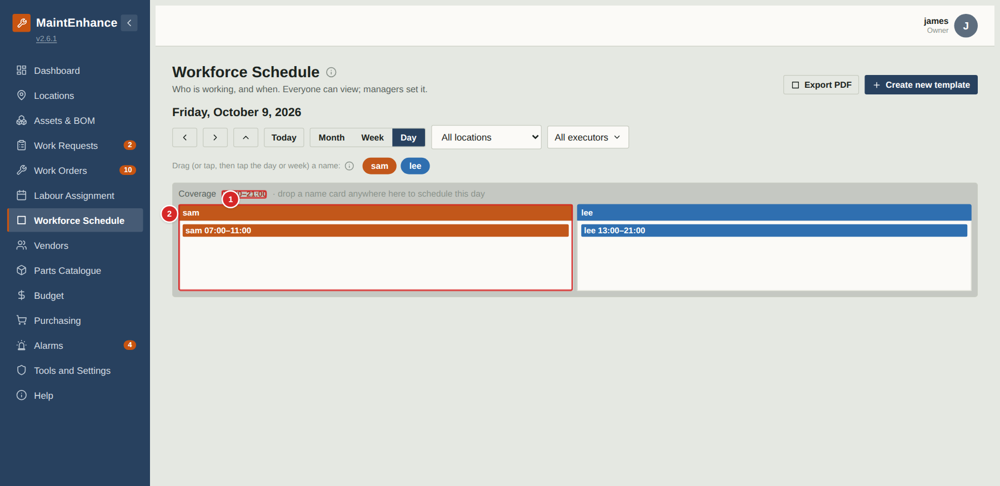 MaintEnhance
v2.6.1
Dashboard
Locations
Assets & BOM
Work Requests 2
Work Orders 10
Labour Assignment
Workforce Schedule
Vendors
Parts Catalogue
Budget
Purchasing
Alarms 4
Tools and Settings
Help
james
Owner
J
Workforce Schedule
Who is working, and when. Everyone can view; managers set it.
Export PDF
Create new template
Friday, October 9, 2026
Today Month Week Day All locations All executors
Drag (or tap, then tap the day or week) a name: sam lee
Coverage 1 –21:00 · drop a name card anywhere here to schedule this day
2 sam lee
sam 07:00–11:00 lee 13:00–21:00